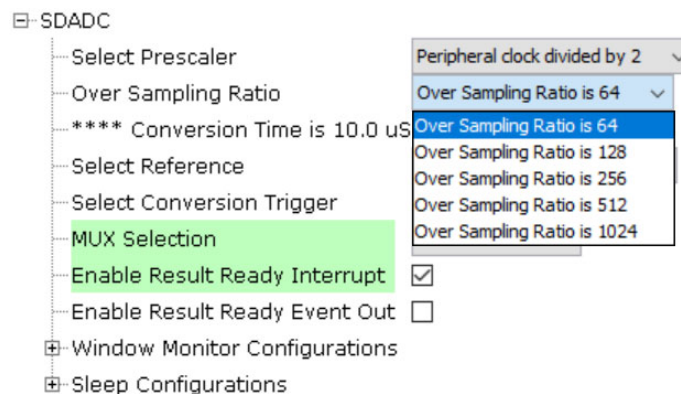 SDADC
Select Prescaler
Peripheral clock divided by 2
Over Sampling Ratio
Over Sampling Ratio is 64
**** Conversion Time is 10.0 uS
Over Sampling Ratio is 64
Over Sampling Ratio is 128
Select Reference
Over Sampling Ratio is 256
Select Conversion Trigger
Over Sampling Ratio is 512
MUX Selection
Over Sampling Ratio is 1024
Enable Result Ready Interrupt
Enable Result Ready Event Out
Window Monitor Configurations
Sleep Configurations